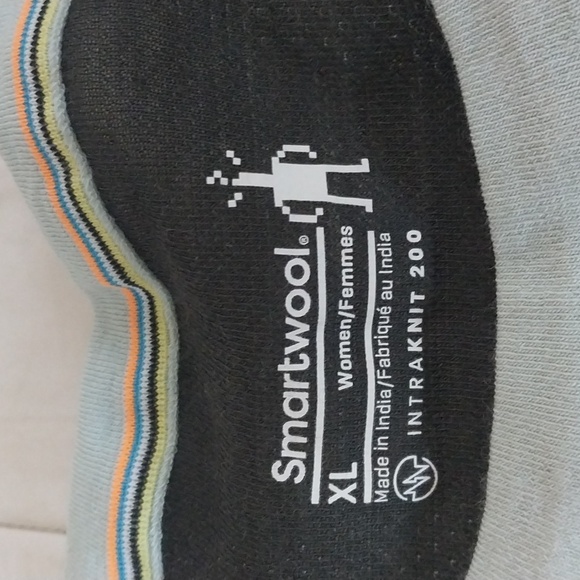 Smartwool®
XL Women/Femmes
Made in India/Fabriqué au India
INTRAKNIT 200